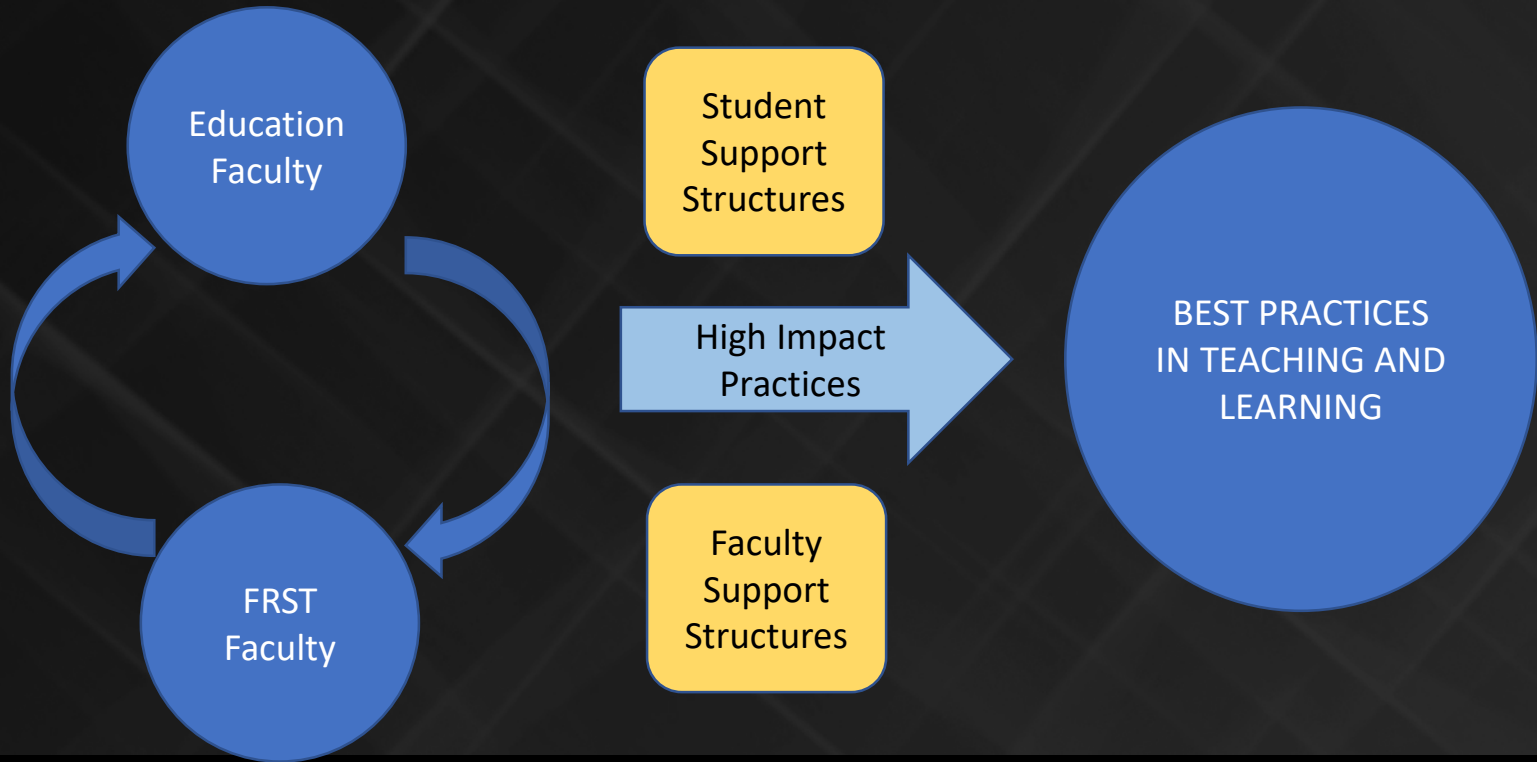 Education
Faculty
FRST
Faculty
Student
Support
Structures
High Impact
Practices
Faculty
Support
Structures
BEST PRACTICES
IN TEACHING AND
LEARNING